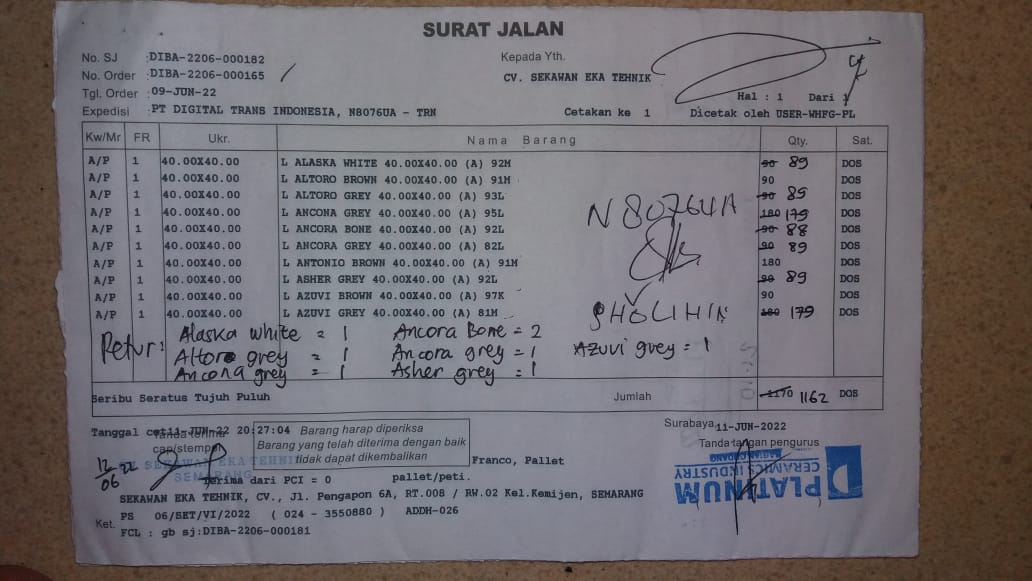 SURAT JALAN
No. SJ : DIBA-2206-000182
Kepada Yth.
No. Order : DIBA-2206-000165
CV. SEKAWAN EKA TEHNIK
Tgl. Order : 09-JUN-22
Hal : 1 Dari 1
Expedisi : PT DIGITAL TRANS INDONESIA, N8076UA - TRN
Cetakan ke 1
Dicetak oleh USER-WHFG-PL
Kw/Mr FR Ukr. Nama Barang Qty. Sat.
A/P 1 40.00X40.00 L ALASKA WHITE 40.00X40.00 (A) 92M 90 89 DOS
A/P 1 40.00X40.00 L ALTORO BROWN 40.00X40.00 (A) 91M 90 DOS
A/P 1 40.00X40.00 L ALTORO GREY 40.00X40.00 (A) 93L 90 89 DOS
A/P 1 40.00X40.00 L ANCONA GREY 40.00X40.00 (A) 95L 180 179 DOS
A/P 1 40.00X40.00 L ANCORA BONE 40.00X40.00 (A) 92L 90 88 DOS
A/P 1 40.00X40.00 L ANCORA GREY 40.00X40.00 (A) 82L 90 89 DOS
A/P 1 40.00X40.00 L ANTONIO BROWN 40.00X40.00 (A) 91M 180 DOS
A/P 1 40.00X40.00 L ASHER GREY 40.00X40.00 (A) 92L 90 89 DOS
A/P 1 40.00X40.00 L AZUVI BROWN 40.00X40.00 (A) 97K 90 DOS
A/P 1 40.00X40.00 L AZUVI GREY 40.00X40.00 (A) 81M 180 179 DOS
N 8076UA
SHOLIHIN
Retur : Alaska white = 1 Ancora Bone = 2
Altoro grey = 1 Ancora grey = 1 Azuvi grey = 1
Ancona grey = 1 Asher grey = 1
Seribu Seratus Tujuh Puluh
Jumlah 1170 1162 DOS
Tanggal cet 11-JUN-22 20:27:04
Surabaya 11-JUN-2022
Tanda terima
cap/stempel
Barang harap diperiksa
Barang yang telah diterima dengan baik
tidak dapat dikembalikan
Tanda tangan pengurus
12/06 22
SEKAWAN EKA TEHNIK
SEMARANG
Franco, Pallet
PLATINUM
CERAMICS INDUSTRY
BAGIAN GUDANG
Terima dari PCI = 0 pallet/peti.
SEKAWAN EKA TEHNIK, CV., Jl. Pengapon 6A, RT.008 / RW.02 Kel.Kemijen, SEMARANG
Ket. PS 06/SET/VI/2022 ( 024 - 3550880 ) ADDH-026
FCL : gb sj:DIBA-2206-000181